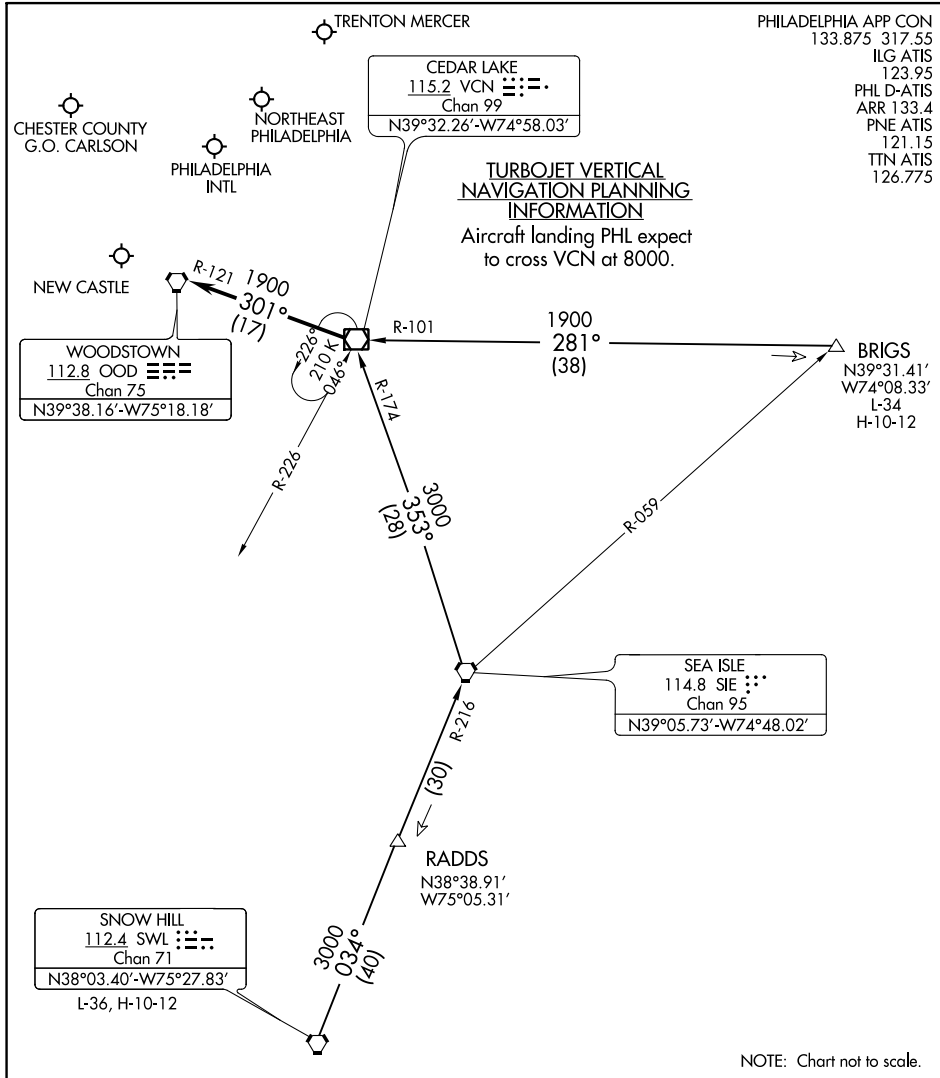 TRENTON MERCER
PHILADELPHIA APP CON
133.875 317.55
ILG ATIS
123.95
PHL D-ATIS
ARR 133.4
PNE ATIS
121.15
TTN ATIS
126.775
CEDAR LAKE
115.2 VCN
Chan 99
N39°32.26′-W74°58.03′
CHESTER COUNTY
G.O. CARLSON
NORTHEAST
PHILADELPHIA
PHILADELPHIA
INTL
TURBOJET VERTICAL
NAVIGATION PLANNING
INFORMATION
Aircraft landing PHL expect
to cross VCN at 8000.
NEW CASTLE
R-121
1900
301°
(17)
226°
210 K
046°
R-226
R-101
1900
281°
(38)
BRIGS
N39°31.41′
W74°08.33′
L-34
H-10-12
WOODSTOWN
112.8 OOD
Chan 75
N39°38.16′-W75°18.18′
R-174
3000
353°
(28)
R-059
SEA ISLE
114.8 SIE
Chan 95
N39°05.73′-W74°48.02′
R-216
(30)
RADDS
N38°38.91′
W75°05.31′
SNOW HILL
112.4 SWL
Chan 71
N38°03.40′-W75°27.83′
L-36, H-10-12
3000
034°
(40)
NOTE: Chart not to scale.